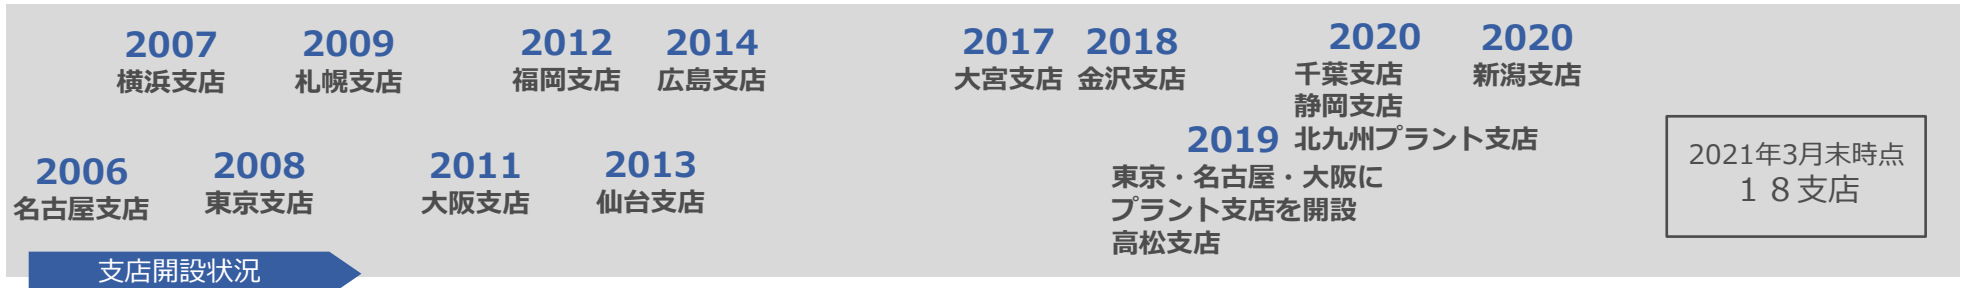 2007
横浜支店
2009
札幌支店
2012
福岡支店
2014
広島支店
2017
大宮支店
2018
金沢支店
2020
千葉支店
静岡支店
北九州プラント支店
2020
新潟支店
2006
名古屋支店
2008
東京支店
2011
大阪支店
2013
仙台支店
2019
東京・名古屋・大阪に
プラント支店を開設
高松支店
2021年3月末時点
１８支店
支店開設状況